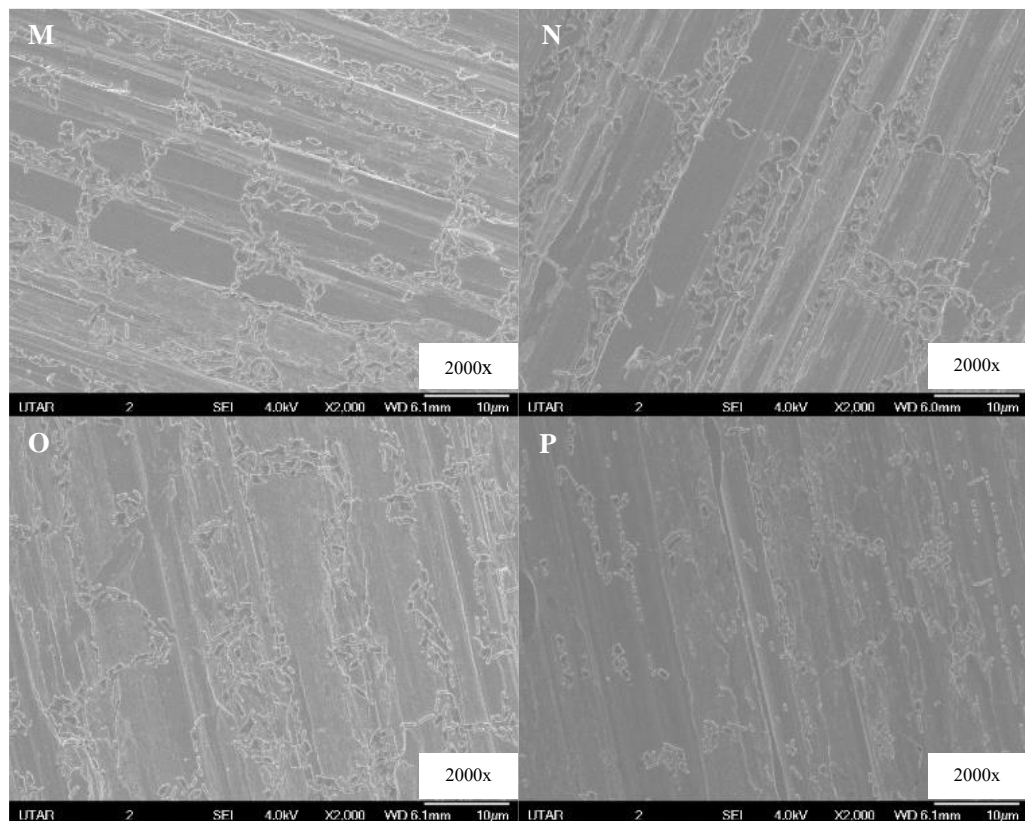 M
N
2000x
2000x
UTAR 2 SEI 4.0kV X2,000 WD 6.1mm 10μm
UTAR 2 SEI 4.0kV X2,000 WD 6.0mm 10μm
O
P
2000x
2000x
UTAR 2 SEI 4.0kV X2,000 WD 6.1mm 10μm
UTAR 2 SEI 4.0kV X2,000 WD 6.1mm 10μm